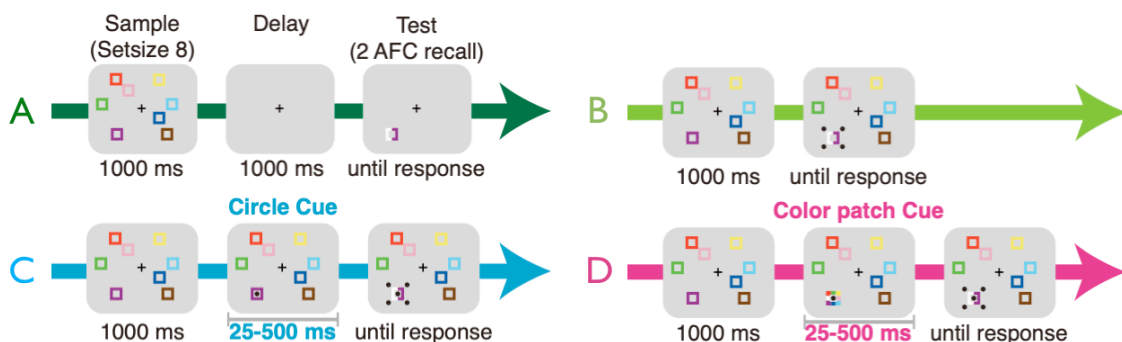 Sample
(Setsize 8)
Delay
Test
(2 AFC recall)
A
1000 ms
1000 ms
until response
B
1000 ms
until response
Circle Cue
C
1000 ms
25-500 ms
until response
Color patch Cue
D
1000 ms
25-500 ms
until response